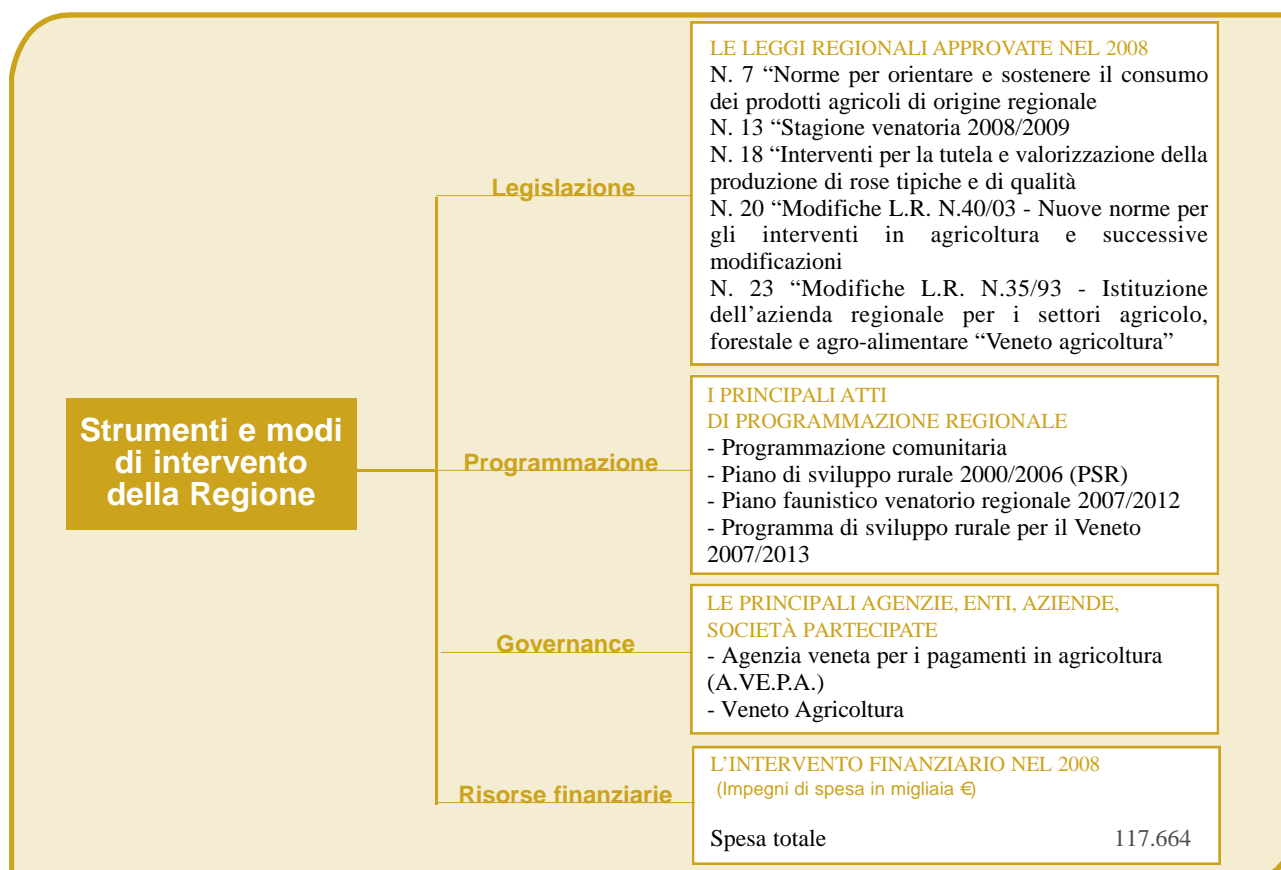 Strumenti e modi
di intervento
della Regione
Legislazione
LE LEGGI REGIONALI APPROVATE NEL 2008
N. 7 “Norme per orientare e sostenere il consumo
dei prodotti agricoli di origine regionale
N. 13 “Stagione venatoria 2008/2009
N. 18 “Interventi per la tutela e valorizzazione della
produzione di rose tipiche e di qualità
N. 20 “Modifiche L.R. N.40/03 - Nuove norme per
gli interventi in agricoltura e successive
modificazioni
N. 23 “Modifiche L.R. N.35/93 - Istituzione
dell’azienda regionale per i settori agricolo,
forestale e agro-alimentare “Veneto agricoltura”
Programmazione
I PRINCIPALI ATTI
DI PROGRAMMAZIONE REGIONALE
- Programmazione comunitaria
- Piano di sviluppo rurale 2000/2006 (PSR)
- Piano faunistico venatorio regionale 2007/2012
- Programma di sviluppo rurale per il Veneto
2007/2013
Governance
LE PRINCIPALI AGENZIE, ENTI, AZIENDE,
SOCIETÀ PARTECIPATE
- Agenzia veneta per i pagamenti in agricoltura
(A.VE.P.A.)
- Veneto Agricoltura
Risorse finanziarie
L’INTERVENTO FINANZIARIO NEL 2008
(Impegni di spesa in migliaia €)
Spesa totale 117.664